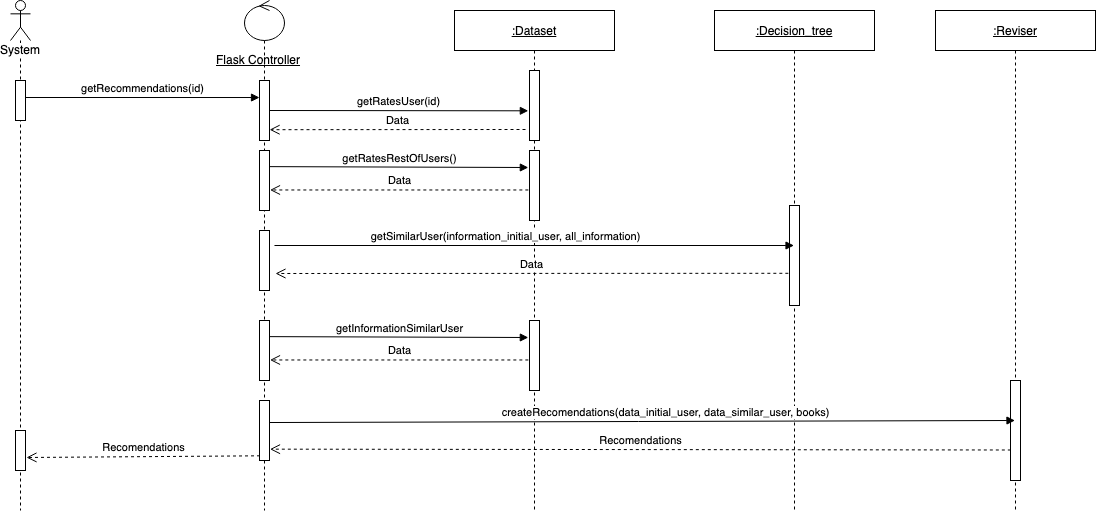 System
Flask Controller
:Dataset
:Decision_tree
:Reviser
getRecommendations(id)
getRatesUser(id)
Data
getRatesRestOfUsers()
Data
getSimilarUser(information_initial_user, all_information)
Data
getInformationSimilarUser
Data
createRecomendations(data_initial_user, data_similar_user, books)
Recomendations
Recomendations